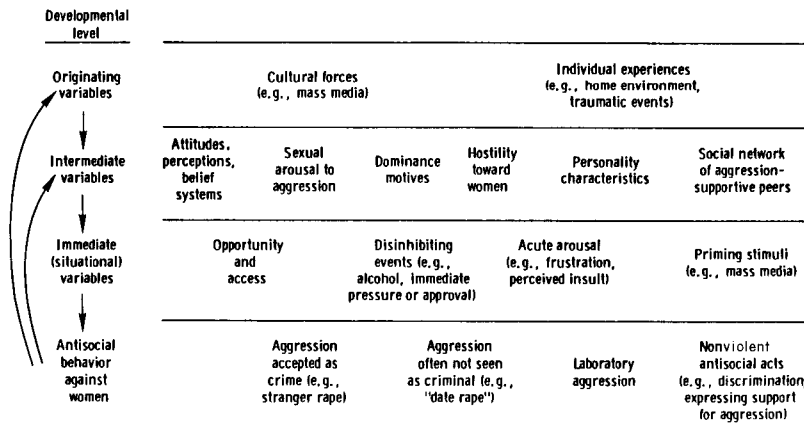 Developmental
level
Originating
variables
Cultural forces
(e.g., mass media)
Individual experiences
(e.g., home environment,
traumatic events)
Intermediate
variables
Attitudes,
perceptions,
belief
systems
Sexual
arousal to
aggression
Dominance
motives
Hostility
toward
women
Personality
characteristics
Social network
of aggression-
supportive peers
Immediate
(situational)
variables
Opportunity
and
access
Disinhibiting
events (e.g.,
alcohol, immediate
pressure or approval)
Acute arousal
(e.g., frustration,
perceived insult)
Priming stimuli
(e.g., mass media)
Antisocial
behavior
against
women
Aggression
accepted as
crime (e.g.,
stranger rape)
Aggression
often not seen
as criminal (e.g.,
"date rape")
Laboratory
aggression
Nonviolent
antisocial acts
(e.g., discrimination,
expressing support
for aggression)